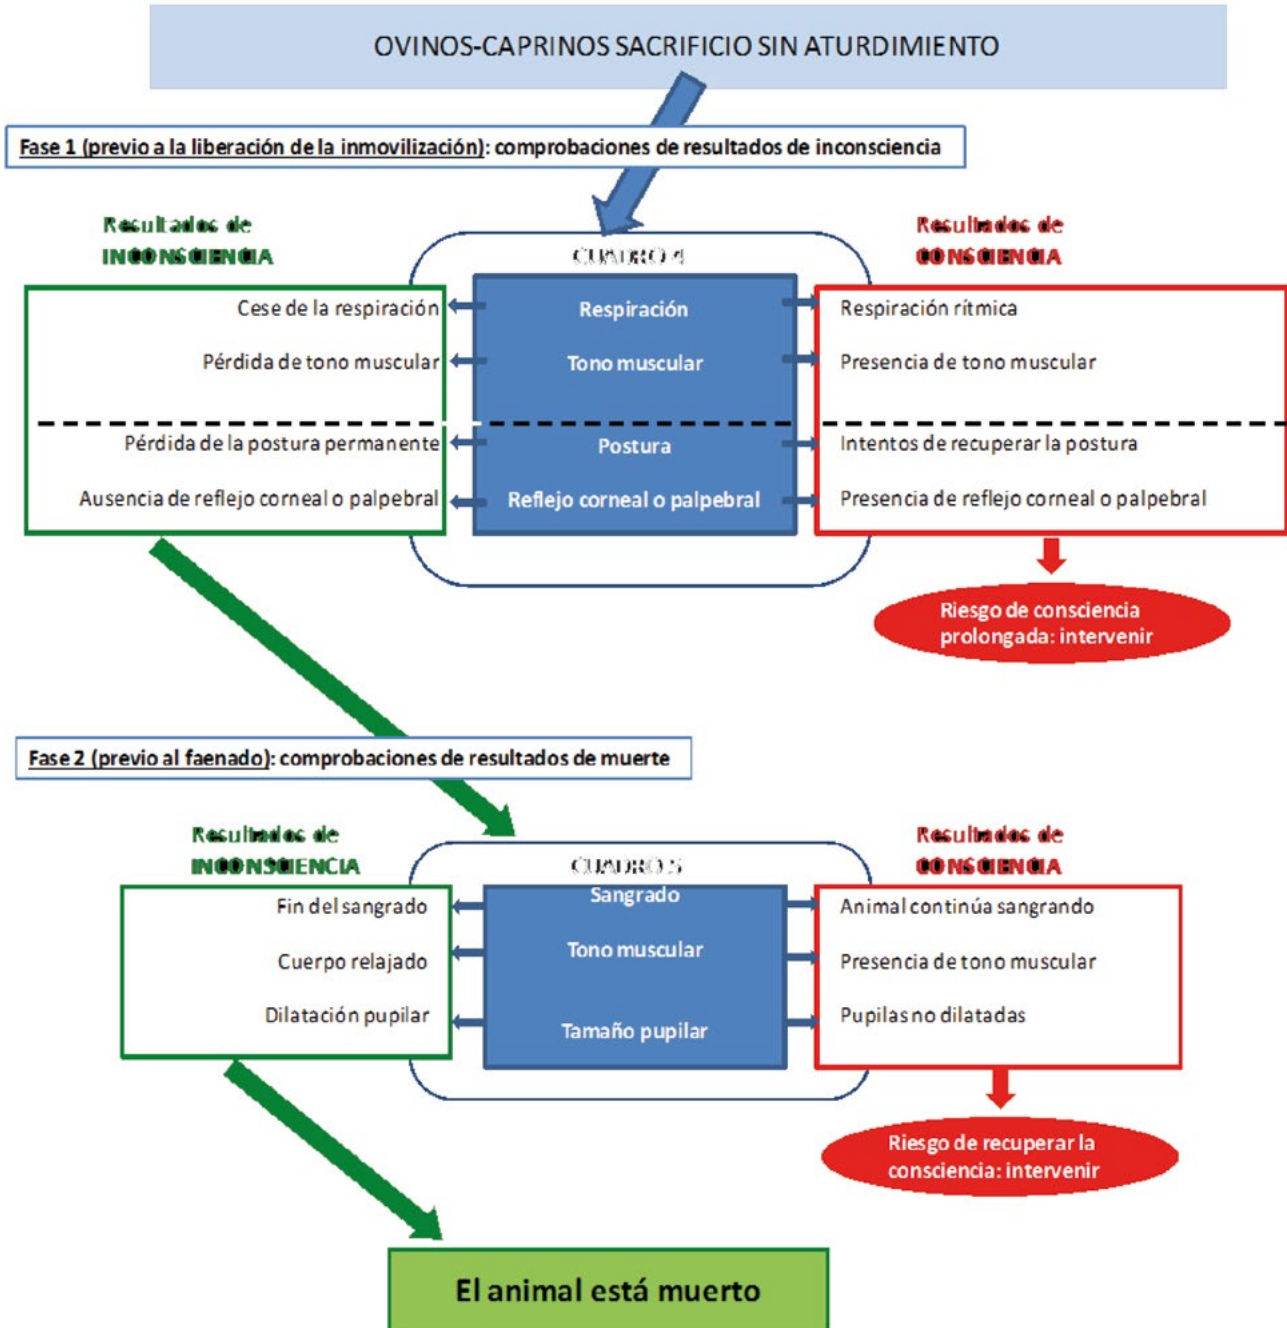 OVINOS-CAPRINOS SACRIFICIO SIN ATURDIMIENTO
Fase 1 (previo a la liberación de la inmovilización): comprobaciones de resultados de inconsciencia
Resultados de
INCONSCIENCIA
CUADRO 4
Resultados de
CONSCIENCIA
Cese de la respiración
Respiración
Respiración rítmica
Pérdida de tono muscular
Tono muscular
Presencia de tono muscular
Pérdida de la postura permanente
Postura
Intentos de recuperar la postura
Ausencia de reflejo corneal o palpebral
Reflejo corneal o palpebral
Presencia de reflejo corneal o palpebral
Riesgo de consciencia
prolongada: intervenir
Fase 2 (previo al faenado): comprobaciones de resultados de muerte
Resultados de
INCONSCIENCIA
CUADRO 5
Resultados de
CONSCIENCIA
Fin del sangrado
Sangrado
Animal continúa sangrando
Cuerpo relajado
Tono muscular
Presencia de tono muscular
Dilatación pupilar
Tamaño pupilar
Pupilas no dilatadas
Riesgo de recuperar la
consciencia: intervenir
El animal está muerto